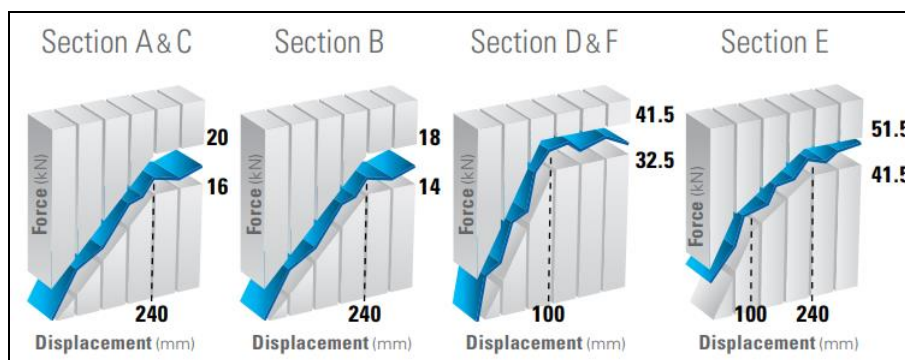 Section A & C
Force (kN)
20
16
240
Displacement (mm)
Section B
Force (kN)
18
14
240
Displacement (mm)
Section D & F
Force (kN)
41.5
32.5
100
Displacement (mm)
Section E
Force (kN)
51.5
41.5
100
240
Displacement (mm)